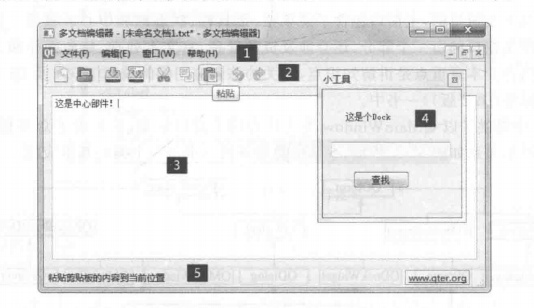 多文档编辑器 - [未命名文档1.txt* - 多文档编辑器]
文件(F) 编辑(E) 窗口(W) 帮助(H) 1
2
粘贴
小工具
这是中心部件!
这是个Dock 4
3
查找
粘贴剪贴板的内容到当前位置 5
www.qter.org